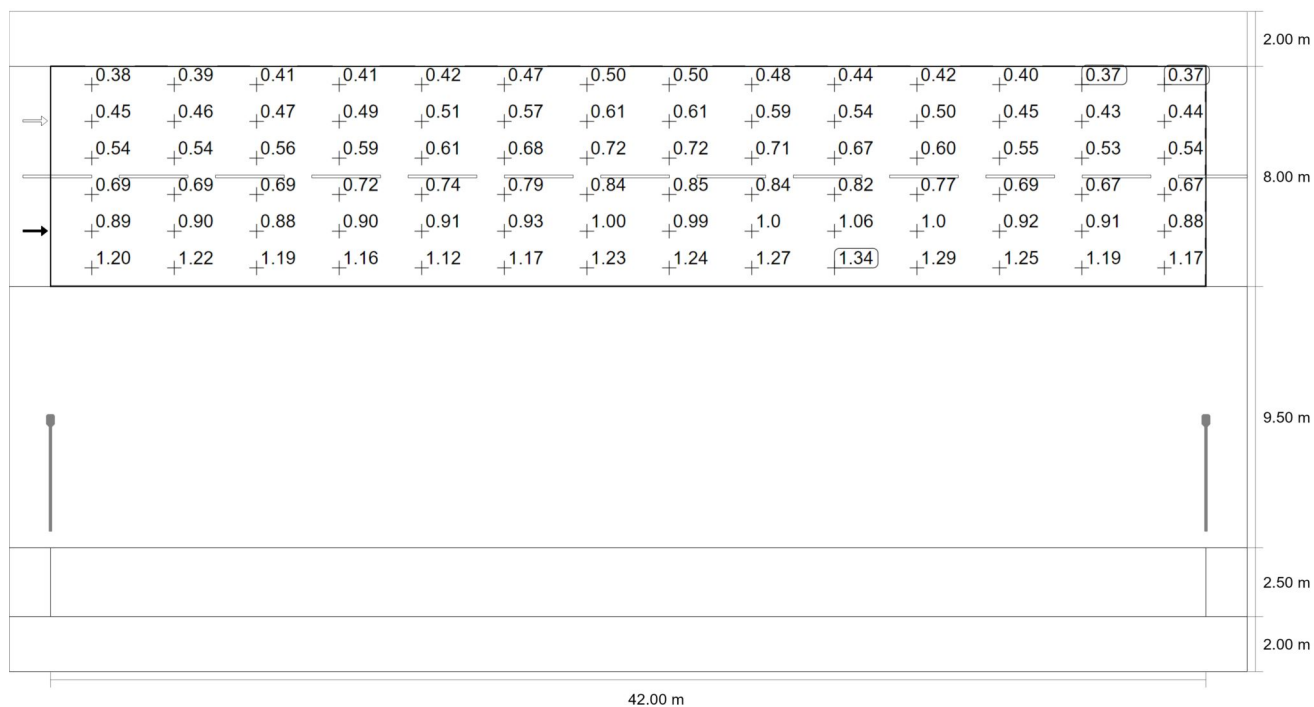 2.00 m
0.38 0.39 0.41 0.41 0.42 0.47 0.50 0.50 0.48 0.44 0.42 0.40 0.37 0.37
0.45 0.46 0.47 0.49 0.51 0.57 0.61 0.61 0.59 0.54 0.50 0.45 0.43 0.44
0.54 0.54 0.56 0.59 0.61 0.68 0.72 0.72 0.71 0.67 0.60 0.55 0.53 0.54
8.00 m
0.69 0.69 0.69 0.72 0.74 0.79 0.84 0.85 0.84 0.82 0.77 0.69 0.67 0.67
0.89 0.90 0.88 0.90 0.91 0.93 1.00 0.99 1.0 1.06 1.0 0.92 0.91 0.88
1.20 1.22 1.19 1.16 1.12 1.17 1.23 1.24 1.27 1.34 1.29 1.25 1.19 1.17
9.50 m
2.50 m
2.00 m
42.00 m